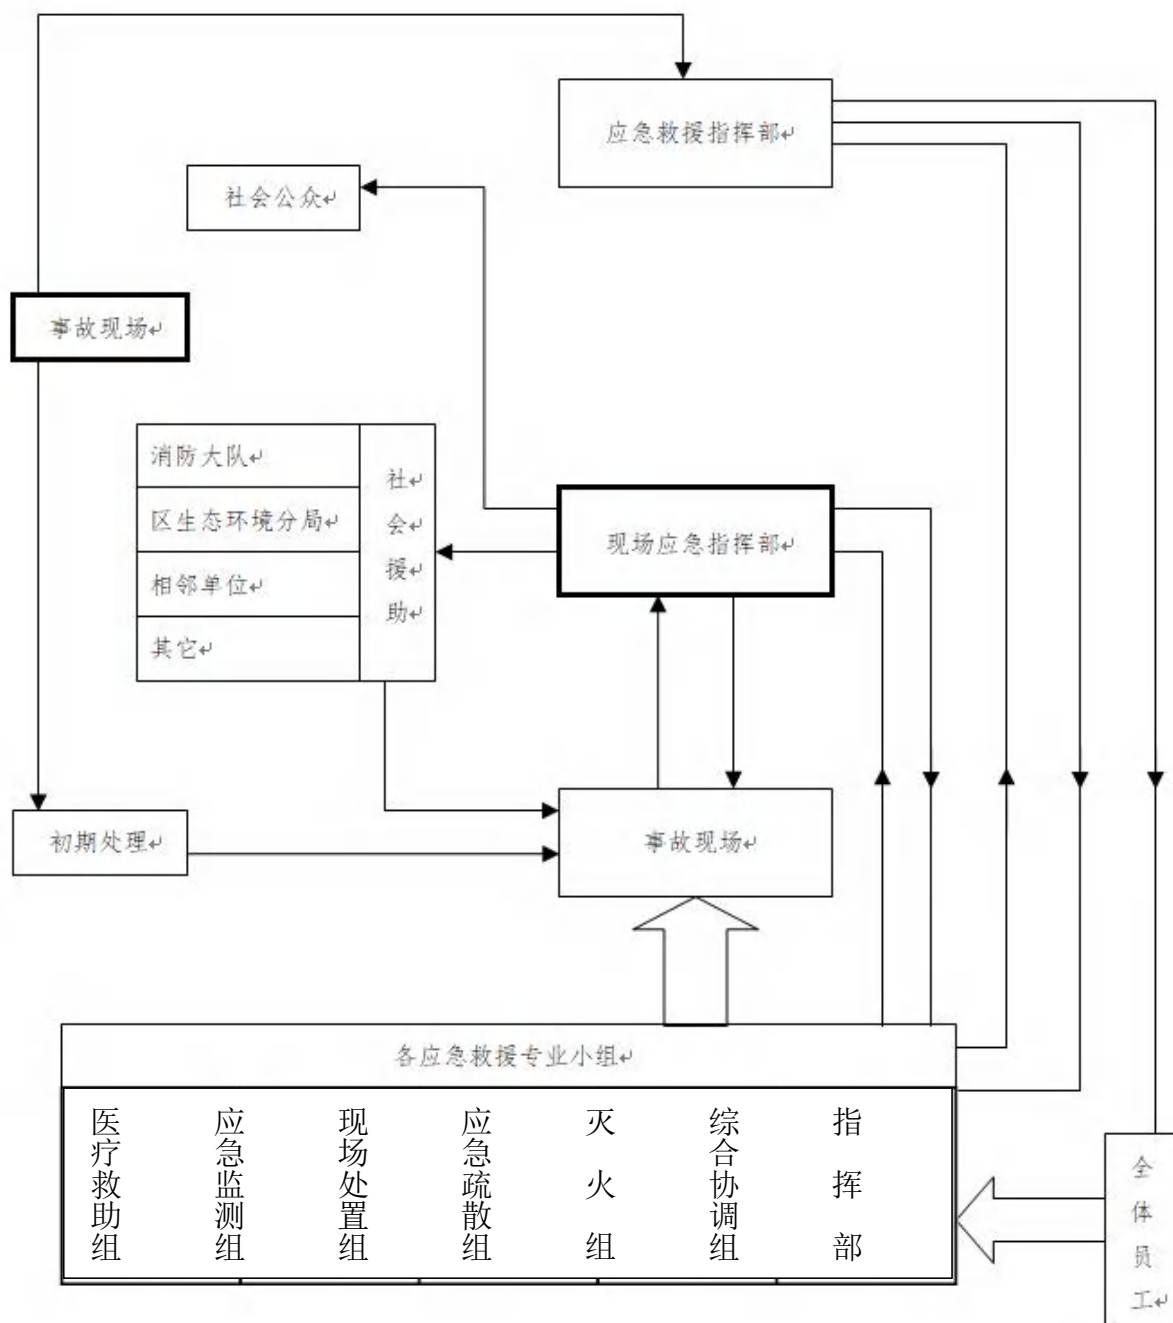 应急救援指挥部
社会公众
事故现场
消防大队
区生态环境分局
相邻单位
其它
社会援助
现场应急指挥部
初期处理
事故现场
各应急救援专业小组
医疗救助组
应急监测组
现场处置组
应急疏散组
灭火组
综合协调组
指挥部
全体员工